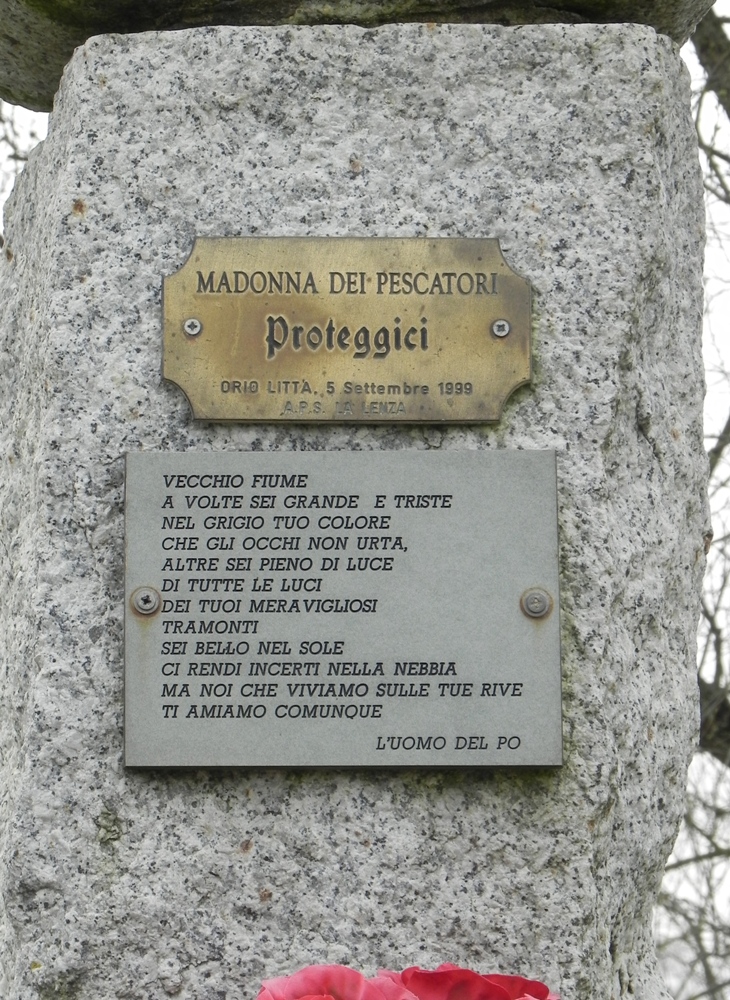 MADONNA DEI PESCATORI
Proteggici
ORIO LITTA, 5 Settembre 1999
A.P.S. LA LENZA
VECCHIO FIUME
A VOLTE SEI GRANDE E TRISTE
NEL GRIGIO TUO COLORE
CHE GLI OCCHI NON URTA,
ALTRE SEI PIENO DI LUCE
DI TUTTE LE LUCI
DEI TUOI MERAVIGLIOSI
TRAMONTI
SEI BELLO NEL SOLE
CI RENDI INCERTI NELLA NEBBIA
MA NOI CHE VIVIAMO SULLE TUE RIVE
TI AMIAMO COMUNQUE
L'UOMO DEL PO